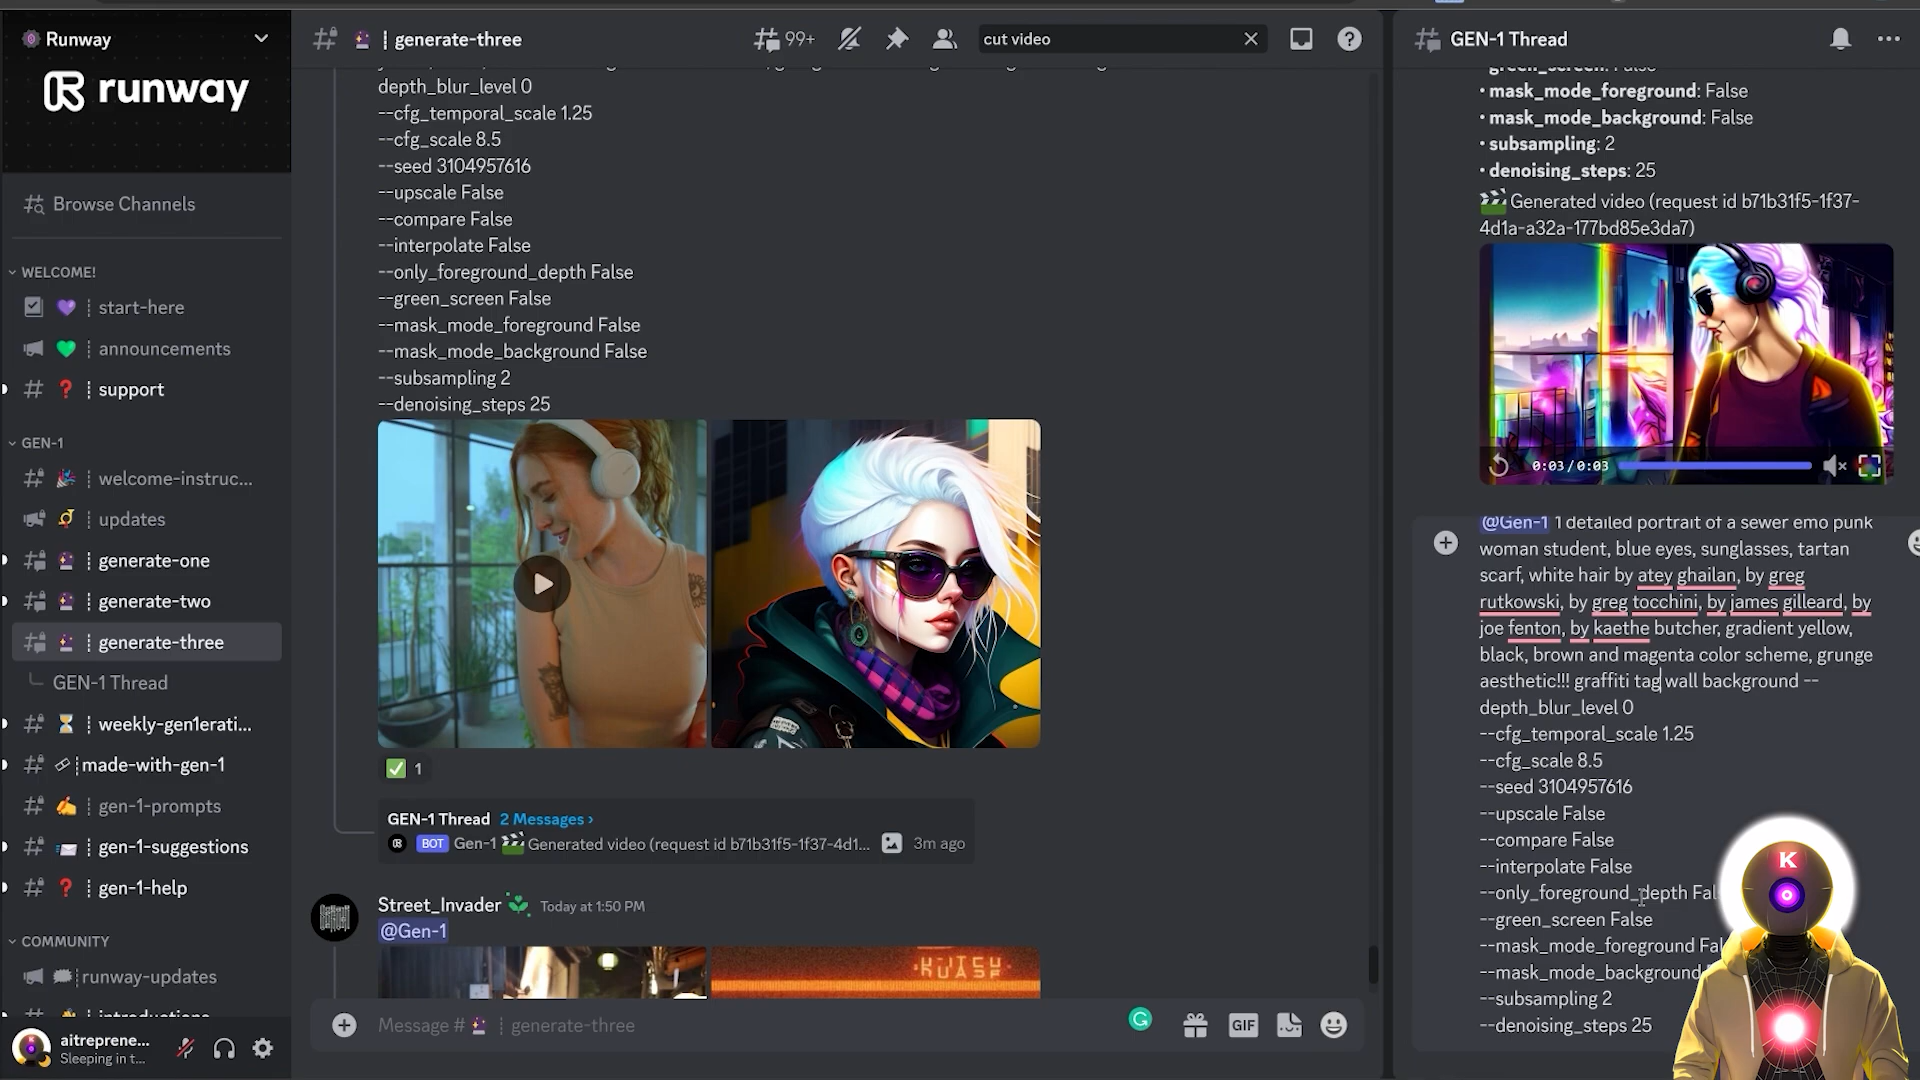 Runway
runway
Browse Channels
WELCOME!
start-here
announcements
support
GEN-1
welcome-instruc...
updates
generate-one
generate-two
generate-three
GEN-1 Thread
weekly-gen1erati...
made-with-gen-1
gen-1-prompts
gen-1-suggestions
gen-1-help
COMMUNITY
runway-updates
introductions
aitreprene...
Sleeping in t...
| generate-three
99+
cut video
depth_blur_level 0
--cfg_temporal_scale 1.25
--cfg_scale 8.5
--seed 3104957616
--upscale False
--compare False
--interpolate False
--only_foreground_depth False
--green_screen False
--mask_mode_foreground False
--mask_mode_background False
--subsampling 2
--denoising_steps 25
1
GEN-1 Thread 2 Messages ›
BOT Gen-1 Generated video (request id b71b31f5-1f37-4d1... 3m ago
Street_Invader Today at 1:50 PM
@Gen-1
Message # | generate-three
GIF
GEN-1 Thread
green_screen: False
• mask_mode_foreground: False
• mask_mode_background: False
• subsampling: 2
• denoising_steps: 25
Generated video (request id b71b31f5-1f37-
4d1a-a32a-177bd85e3da7)
0:03/0:03
@Gen-1 1 detailed portrait of a sewer emo punk
woman student, blue eyes, sunglasses, tartan
scarf, white hair by atey ghailan, by greg
rutkowski, by greg tocchini, by james gilleard, by
joe fenton, by kaethe butcher, gradient yellow,
black, brown and magenta color scheme, grunge
aesthetic!!! graffiti tag wall background --
depth_blur_level 0
--cfg_temporal_scale 1.25
--cfg_scale 8.5
--seed 3104957616
--upscale False
--compare False
--interpolate False
--only_foreground_depth Fal
--green_screen False
--mask_mode_foreground Fal
--mask_mode_background
--subsampling 2
--denoising_steps 25
K